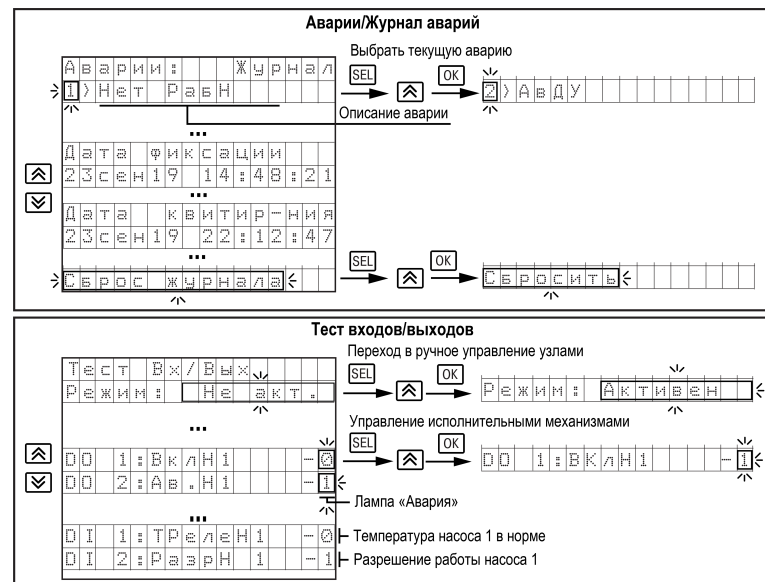 Аварии/Журнал аварий
Выбрать текущую аварию
Аварии: Журнал
SEL
OK
1>Нет РабН
2>АвДУ
Описание аварии
...
Дата фиксации
23сен19 14:48:21
...
Дата квитир-ния
23сен19 22:12:47
...
SEL
OK
Сброс журнала
Сбросить
Тест входов/выходов
Переход в ручное управление узлами
Тест Вх/Вых
SEL
OK
Режим: Не акт.
Режим: Активен
...
Управление исполнительными механизмами
SEL
OK
DO 1:ВклН1 -0
DO 1:ВКлН1 -1
DO 2:Ав.Н1 -1
Лампа «Авария»
...
DI 1:ТРелеН1 -0
Температура насоса 1 в норме
DI 2:РазрН 1 -1
Разрешение работы насоса 1